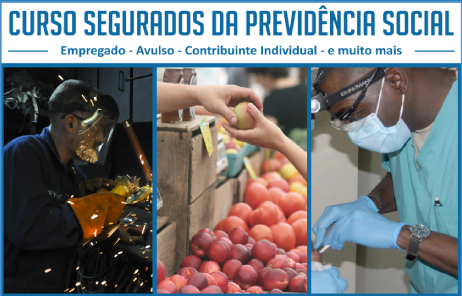 CURSO SEGURADOS DA PREVIDÊNCIA SOCIAL
Empregado - Avulso - Contribuinte Individual - e muito mais